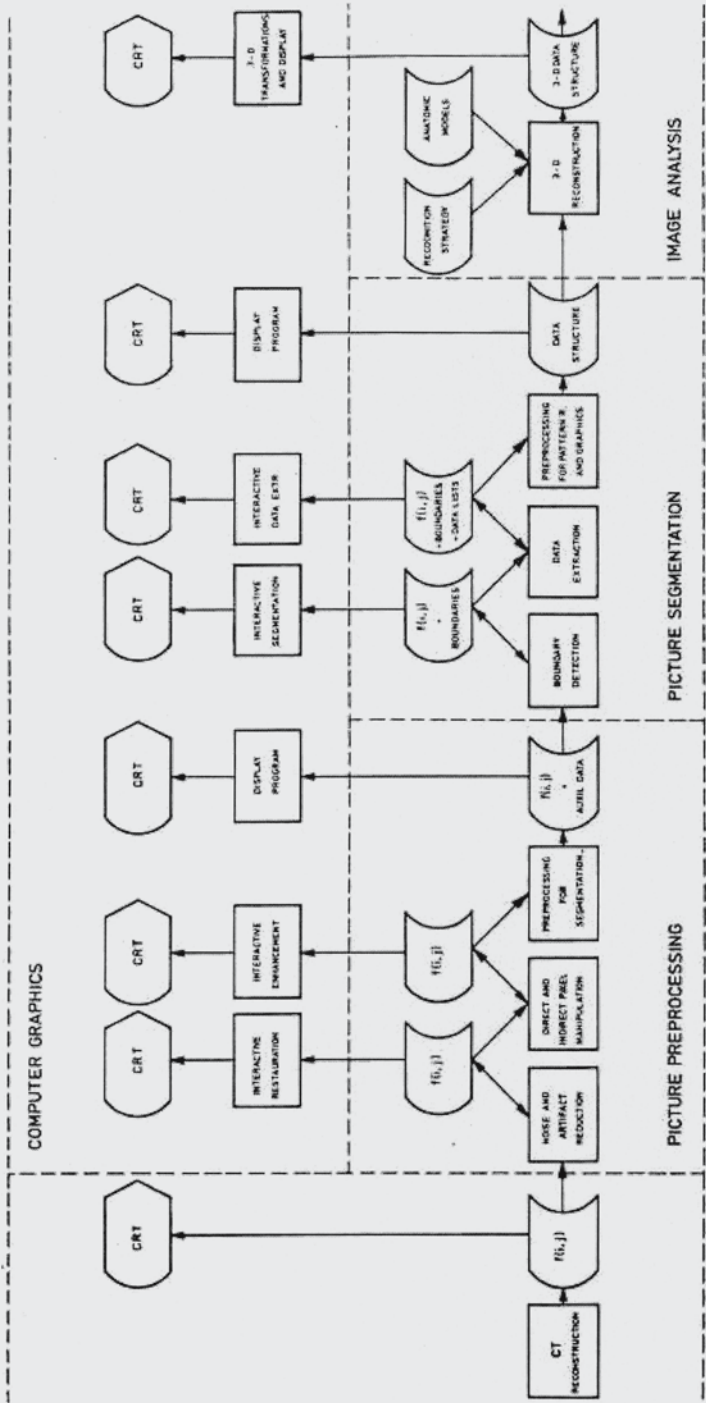 COMPUTER GRAPHICS
CRT
CRT
CRT
CRT
CRT
CRT
CRT
CRT
INTERACTIVE
RESTAURATION
INTERACTIVE
ENHANCEMENT
DISPLAY
PROGRAM
INTERACTIVE
SEGMENTATION
INTERACTIVE
DATA EXTR.
DISPLAY
PROGRAM
3-D
TRANSFORMATIONS
AND DISPLAY
f(i,j)
f(i,j)
f(i,j)
+
BOUNDARIES
f(i,j)
+BOUNDARIES
+DATA LISTS
RECOGNITION
STRATEGY
ANATOMIC
MODELS
CT
RECONSTRUCTION
f(i,j)
NOISE AND
ARTIFACT
REDUCTION
DIRECT AND
INDIRECT PIXEL
MANIPULATION
PREPROCESSING
FOR
SEGMENTATION
f(i,j)
+
AUXIL DATA
BOUNDARY
DETECTION
DATA
EXTRACTION
PREPROCESSING
FOR PATTERN R.
AND GRAPHICS
DATA
STRUCTURE
3-D
RECONSTRUCTION
3-D DATA
STRUCTURE
PICTURE PREPROCESSING
PICTURE SEGMENTATION
IMAGE ANALYSIS